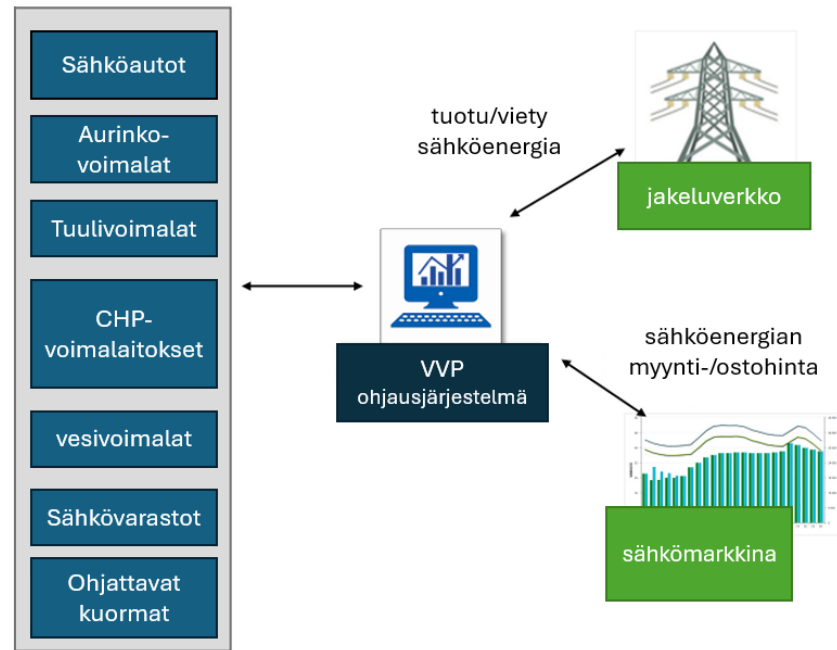 Sähköautot
Aurinko-
voimalat
Tuulivoimalat
CHP-
voimalaitokset
vesivoimalat
Sähkövarastot
Ohjattavat
kuormat
VVP
ohjausjärjestelmä
tuotu/viety
sähköenergia
jakeluverkko
sähköenergian
myynti-/ostohinta
sähkömarkkina